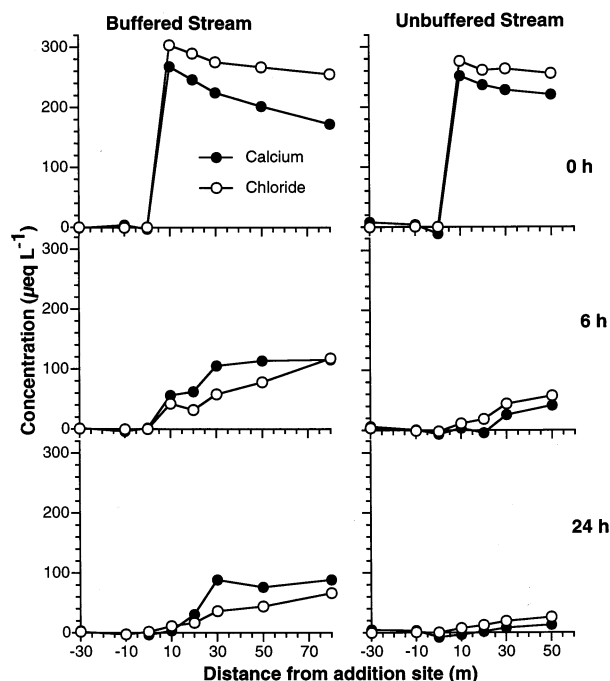 Buffered Stream
Unbuffered Stream
300
200
100
0
Calcium
Chloride
0 h
300
200
100
0
6 h
300
200
100
0
24 h
Concentration (µeq L-1)
-30 -10 10 30 50 70
-30 -10 10 30 50
Distance from addition site (m)